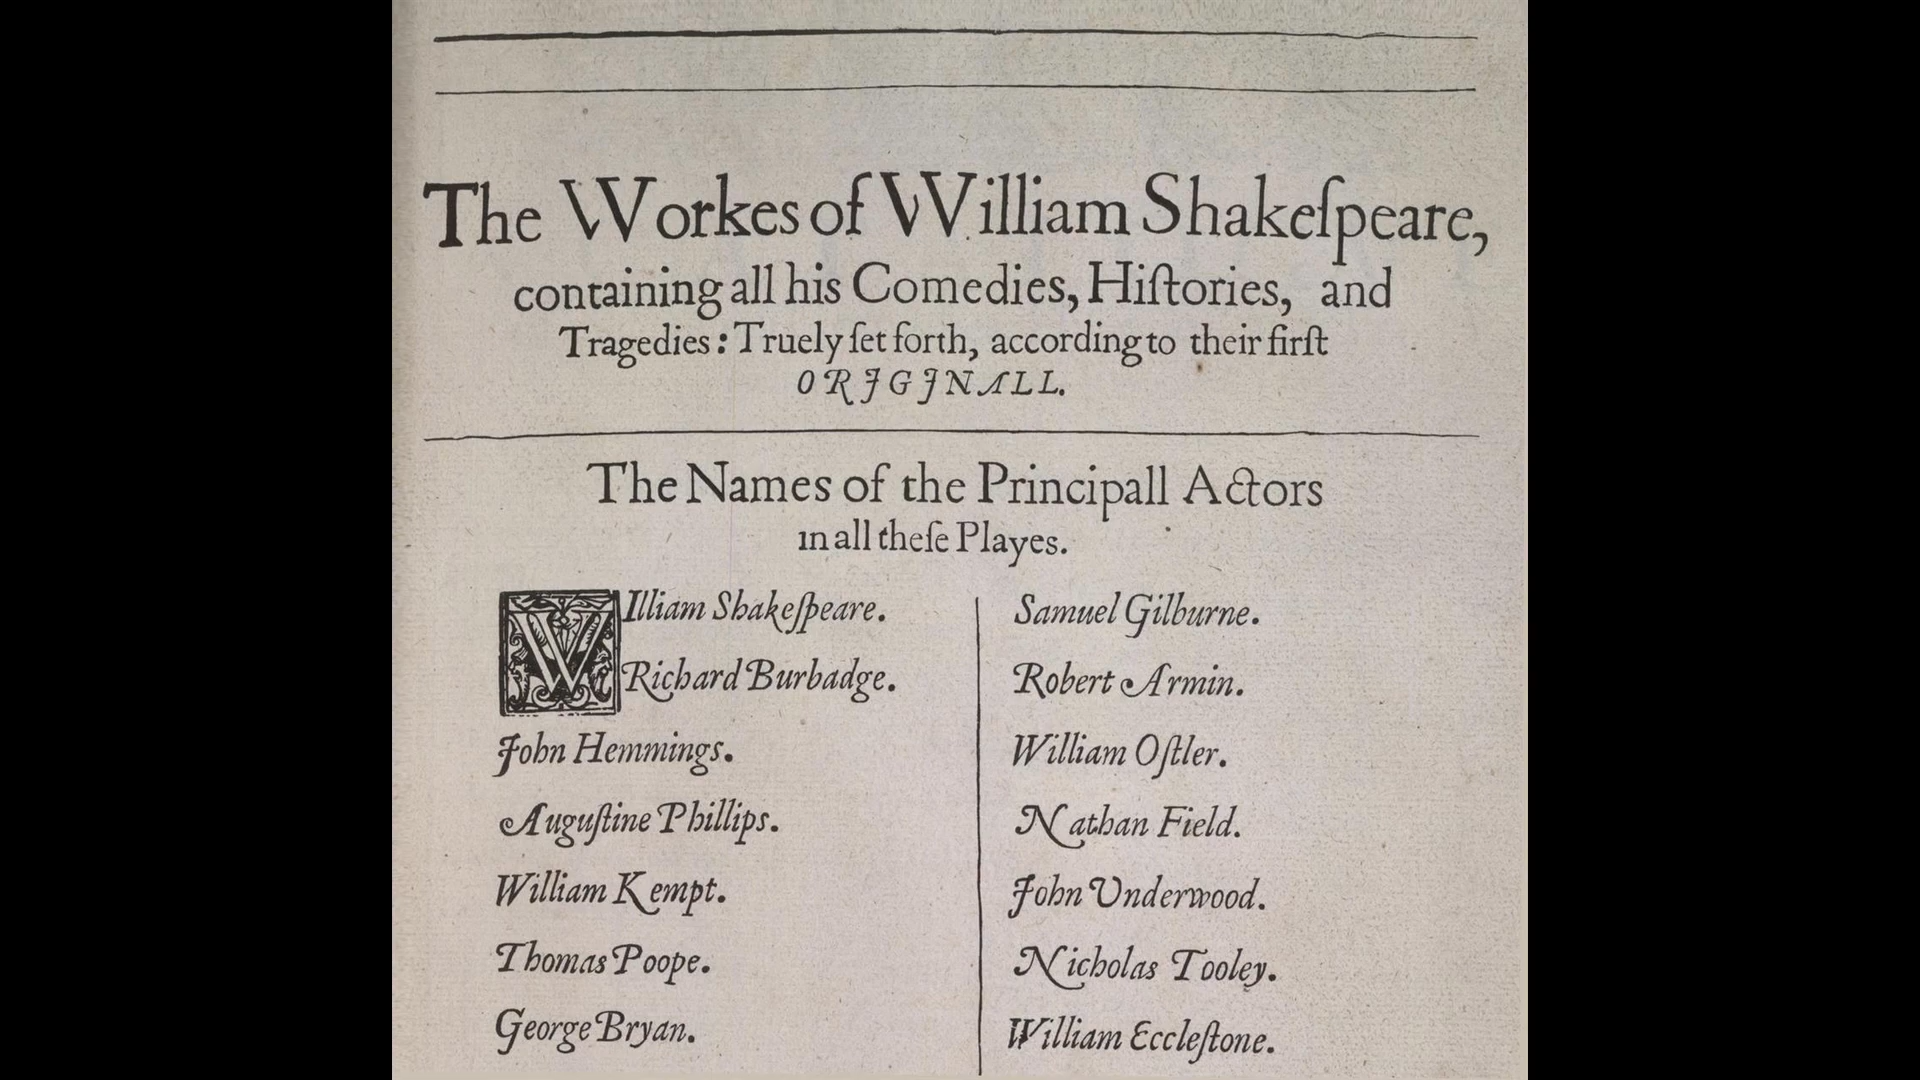 The Workes of William Shakeſpeare,
containing all his Comedies, Hiſtories, and
Tragedies: Truely ſet forth, according to their firſt
ORJGJNALL.
The Names of the Principall Actors
in all theſe Playes.
William Shakeſpeare.
Richard Burbadge.
John Hemmings.
Auguſtine Phillips.
William Kempt.
Thomas Poope.
George Bryan.
Samuel Gilburne.
Robert Armin.
William Oſtler.
Nathan Field.
John Underwood.
Nicholas Tooley.
William Eccleſtone.